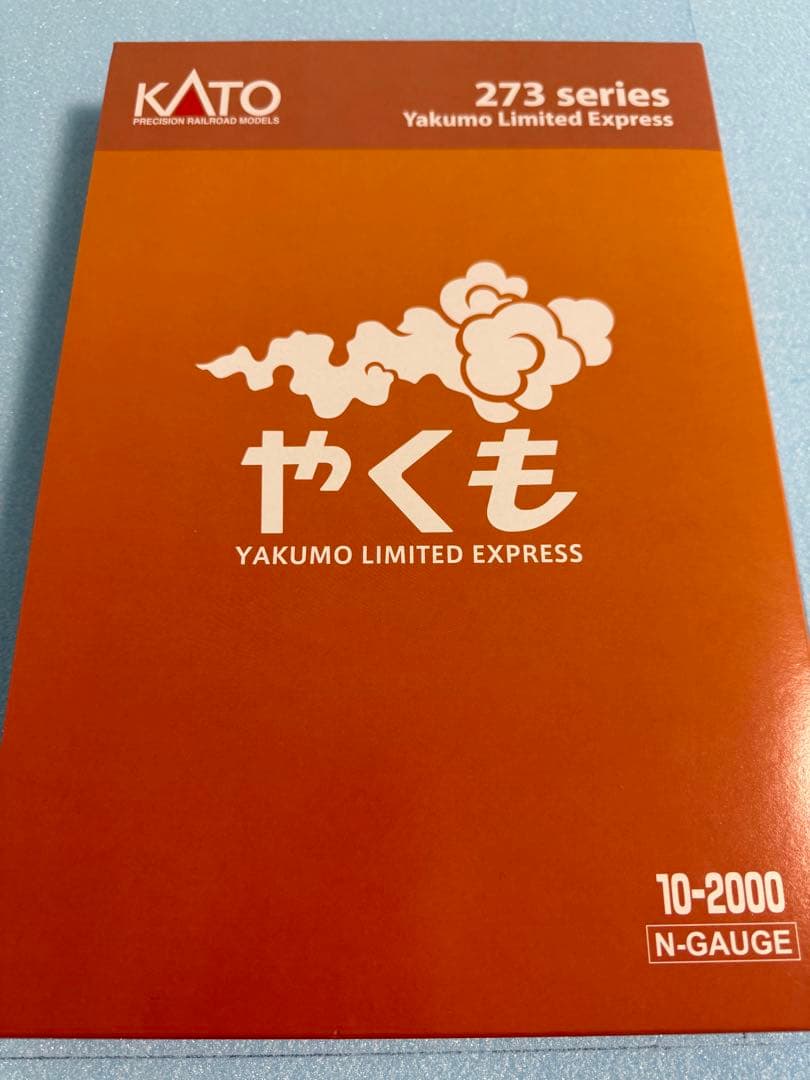 KATO
PRECISION RAILROAD MODELS
273 series
Yakumo Limited Express
やくも
YAKUMO LIMITED EXPRESS
10-2000
N-GAUGE